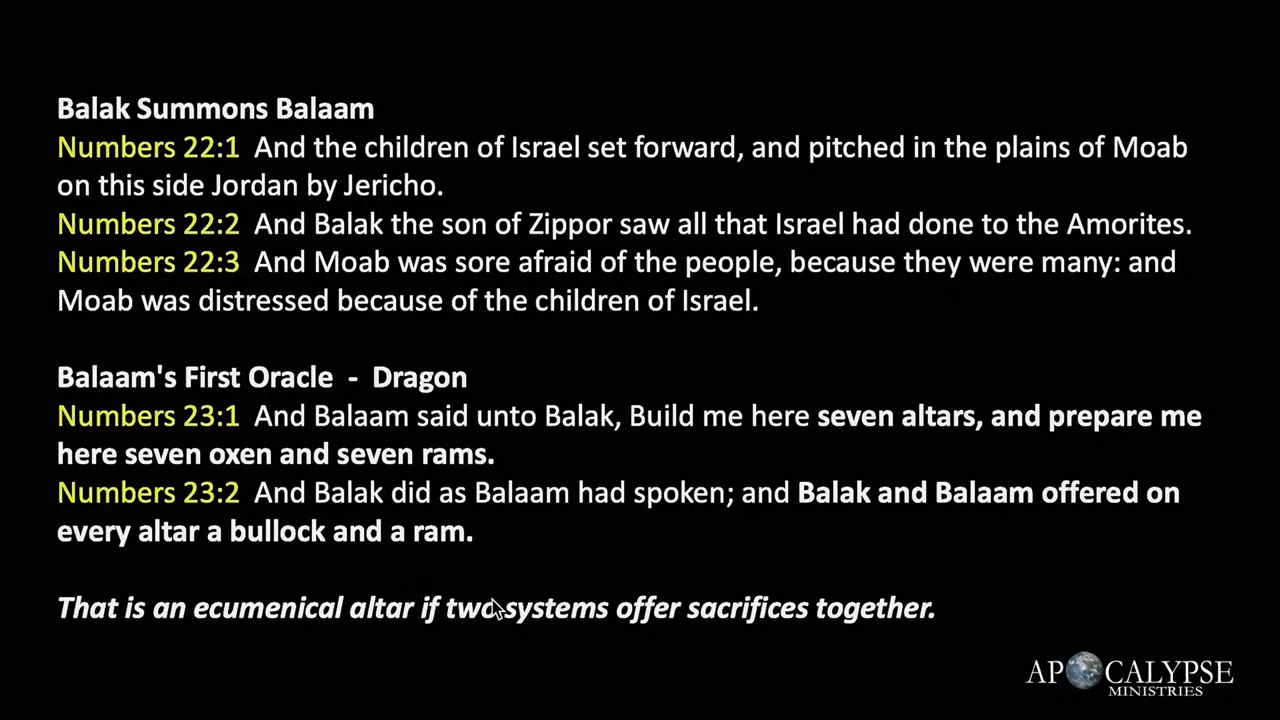 Balak Summons Balaam
Numbers 22:1 And the children of Israel set forward, and pitched in the plains of Moab
on this side Jordan by Jericho.
Numbers 22:2 And Balak the son of Zippor saw all that Israel had done to the Amorites.
Numbers 22:3 And Moab was sore afraid of the people, because they were many: and
Moab was distressed because of the children of Israel.
Balaam's First Oracle - Dragon
Numbers 23:1 And Balaam said unto Balak, Build me here seven altars, and prepare me
here seven oxen and seven rams.
Numbers 23:2 And Balak did as Balaam had spoken; and Balak and Balaam offered on
every altar a bullock and a ram.
That is an ecumenical altar if two systems offer sacrifices together.
APOCALYPSE
MINISTRIES